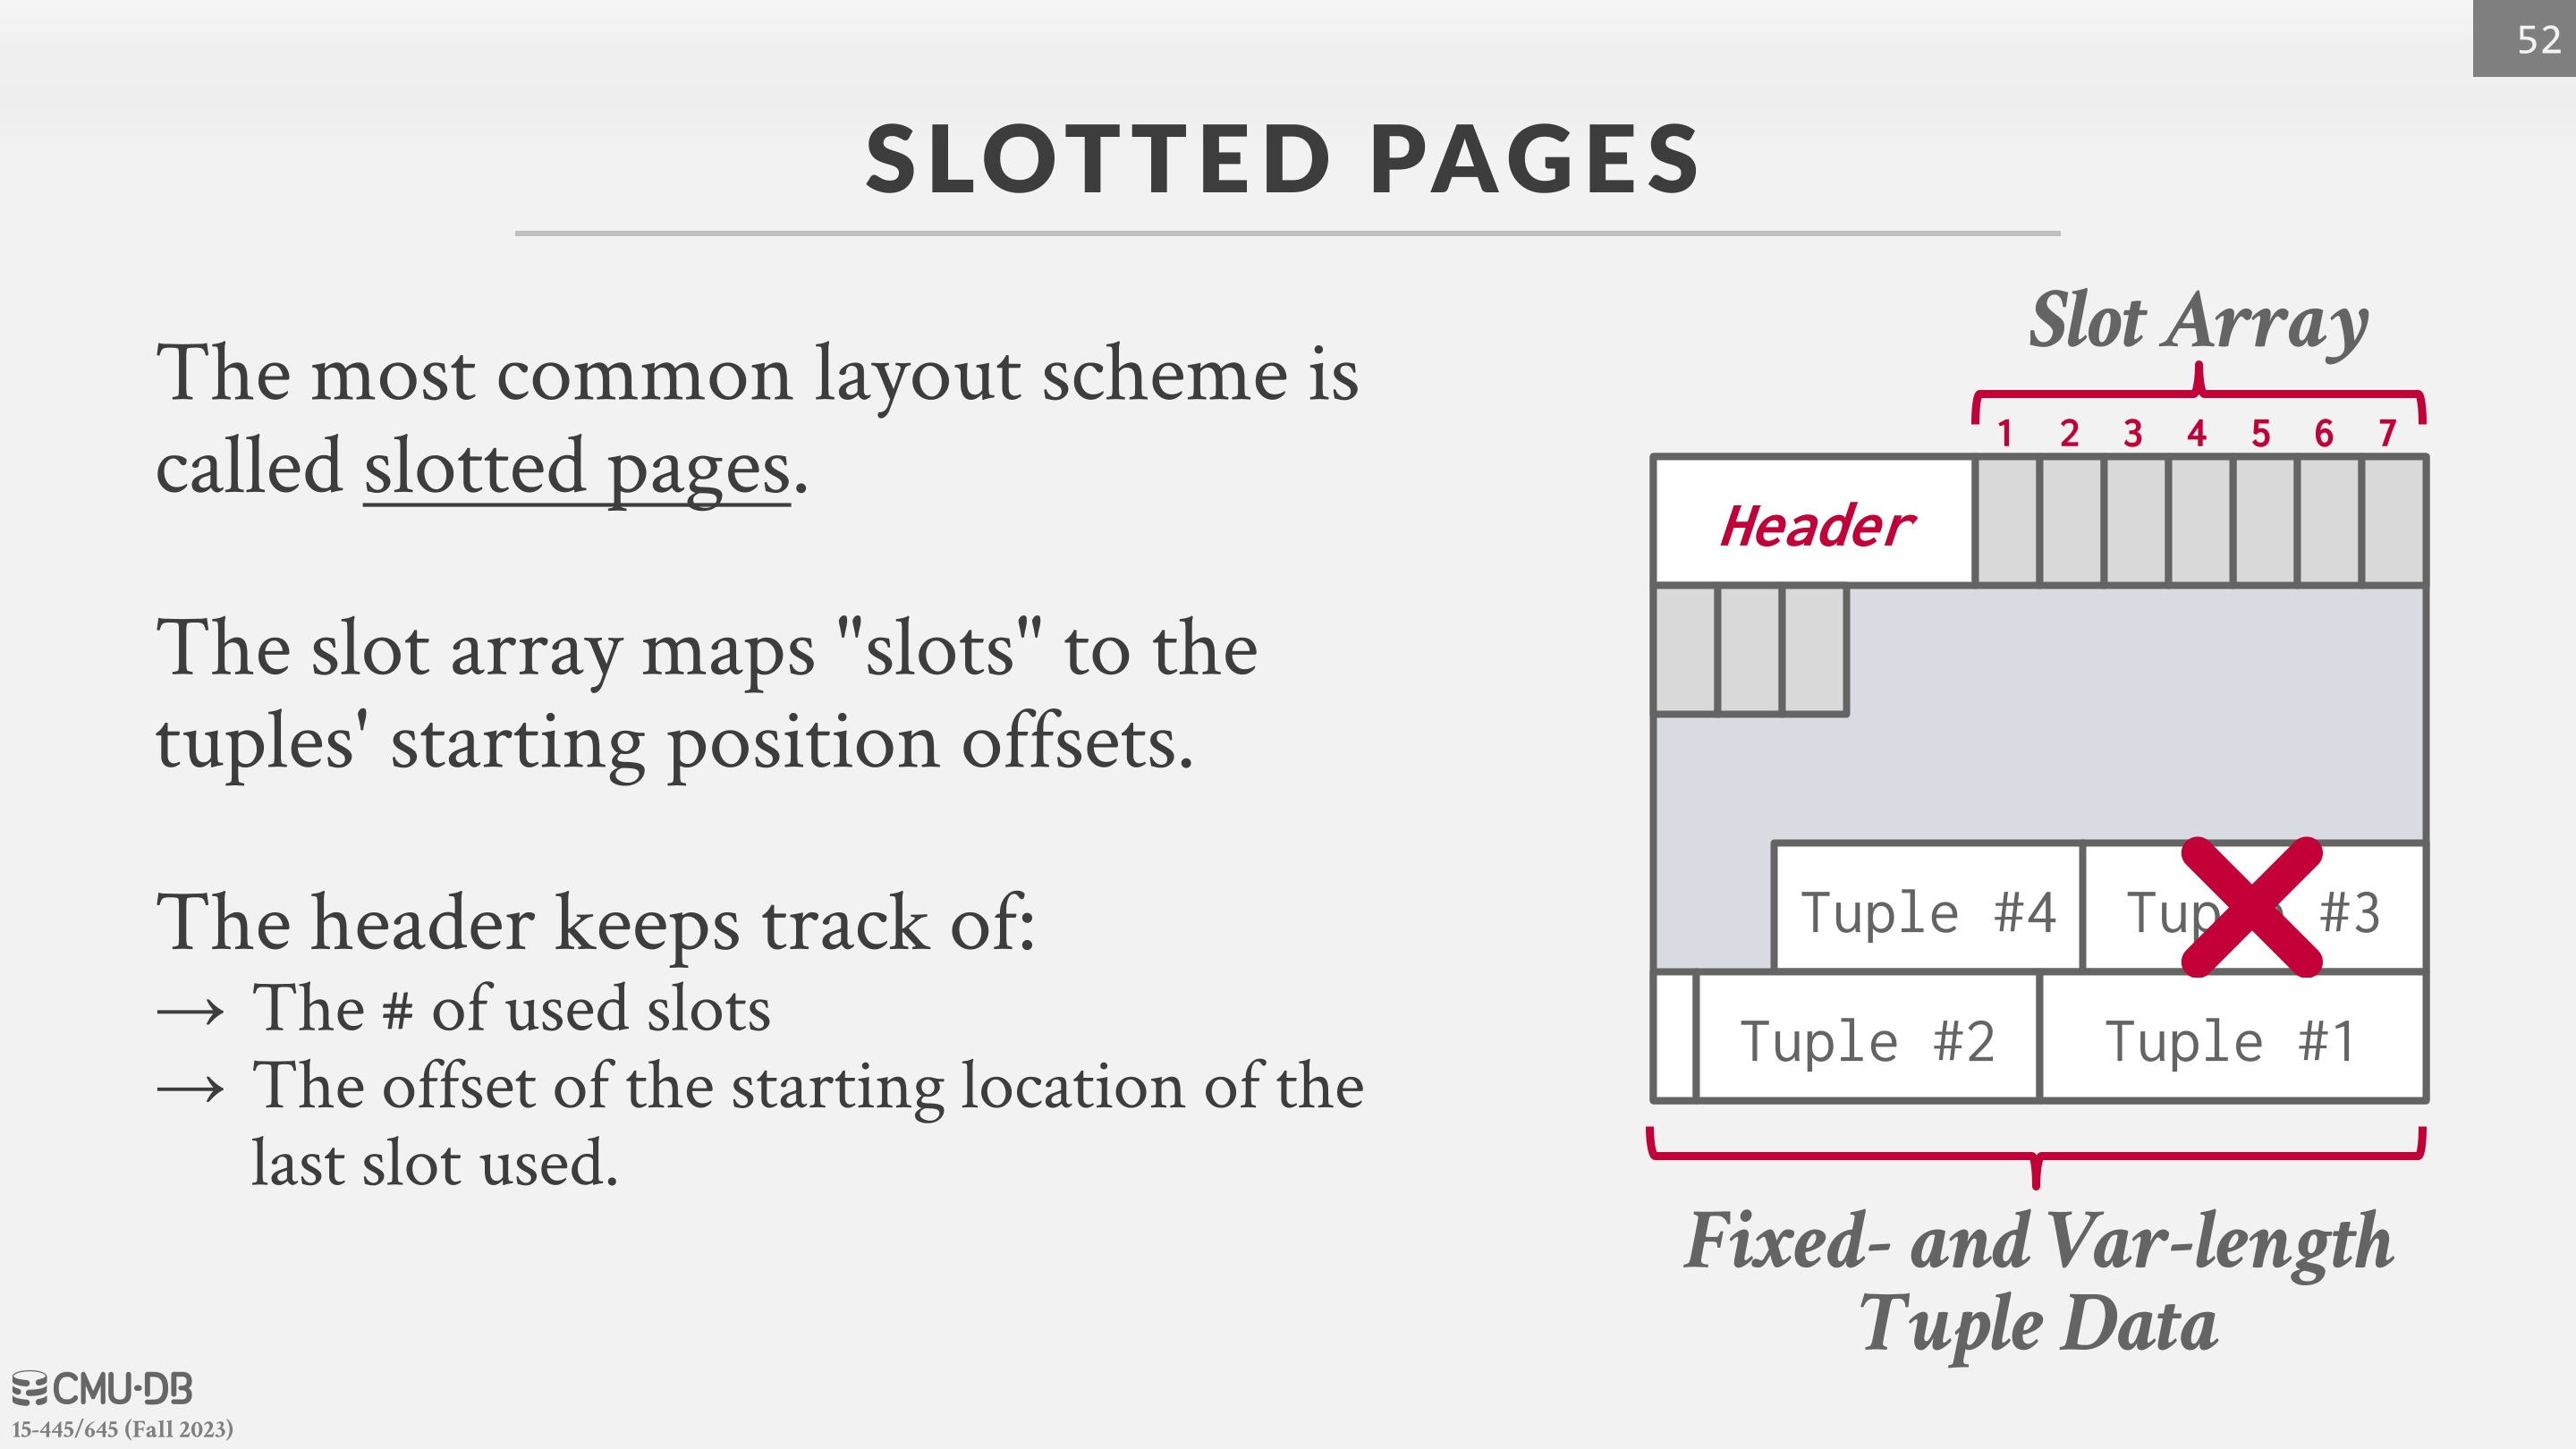 52
SLOTTED PAGES
The most common layout scheme is
called slotted pages.
The slot array maps "slots" to the
tuples' starting position offsets.
The header keeps track of:
→ The # of used slots
→ The offset of the starting location of the
last slot used.
Slot Array
1 2 3 4 5 6 7
Header
Tuple #4 Tuple #3
Tuple #2 Tuple #1
Fixed- and Var-length
Tuple Data
CMU·DB
15-445/645 (Fall 2023)